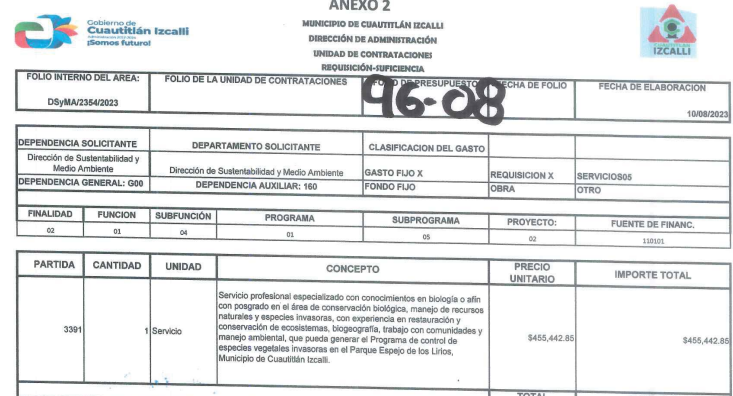 ANEXO 2
Gobierno de
Cuautitlán Izcalli
¡Somos futuro!
MUNICIPIO DE CUAUTITLÁN IZCALLI
DIRECCIÓN DE ADMINISTRACIÓN
UNIDAD DE CONTRATACIONES
REQUISICIÓN-SUFICIENCIA
IZCALLI
FOLIO INTERNO DEL AREA: FOLIO DE LA UNIDAD DE CONTRATACIONES FOLIO DE PRESUPUESTO FECHA DE FOLIO FECHA DE ELABORACION
DSyMA/2354/2023 96-08 10/08/2023
DEPENDENCIA SOLICITANTE DEPARTAMENTO SOLICITANTE CLASIFICACION DEL GASTO
Dirección de Sustentabilidad y
Medio Ambiente Dirección de Sustentabilidad y Medio Ambiente GASTO FIJO X REQUISICION X SERVICIOS05
DEPENDENCIA GENERAL: G00 DEPENDENCIA AUXILIAR: 160 FONDO FIJO OBRA OTRO
FINALIDAD FUNCION SUBFUNCIÓN PROGRAMA SUBPROGRAMA PROYECTO: FUENTE DE FINANC.
02 01 04 01 05 02 110101
PARTIDA CANTIDAD UNIDAD CONCEPTO PRECIO UNITARIO IMPORTE TOTAL
Servicio profesional especializado con conocimientos en biología o afín
con posgrado en el área de conservación biológica, manejo de recursos
naturales y especies invasoras, con experiencia en restauración y
3391 1 Servicio conservación de ecosistemas, biogeografía, trabajo con comunidades y $455,442.85 $455,442.85
manejo ambiental, que pueda generar el Programa de control de
especies vegetales invasoras en el Parque Espejo de los Lirios,
Municipio de Cuautitlán Izcalli.
TOTAL